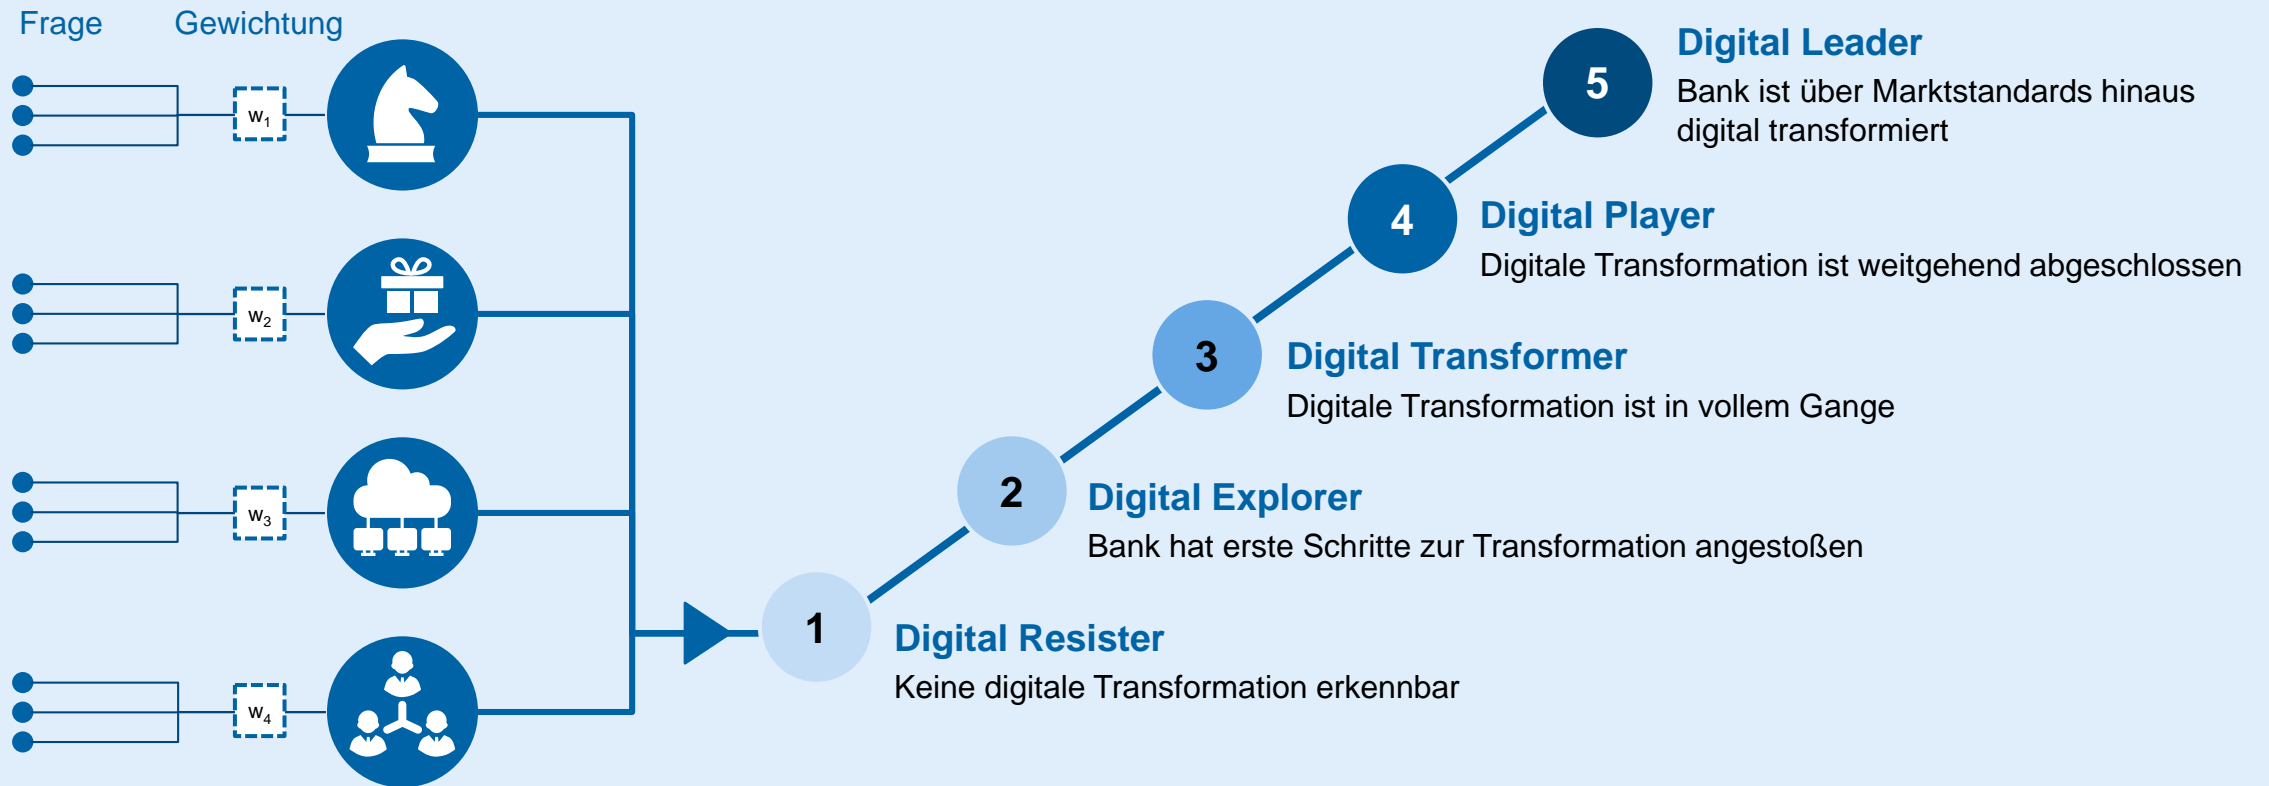 Frage
Gewichtung
w1
w2
w3
w4
5
Digital Leader
Bank ist über Marktstandards hinaus
digital transformiert
4
Digital Player
Digitale Transformation ist weitgehend abgeschlossen
3
Digital Transformer
Digitale Transformation ist in vollem Gange
2
Digital Explorer
Bank hat erste Schritte zur Transformation angestoßen
1
Digital Resister
Keine digitale Transformation erkennbar